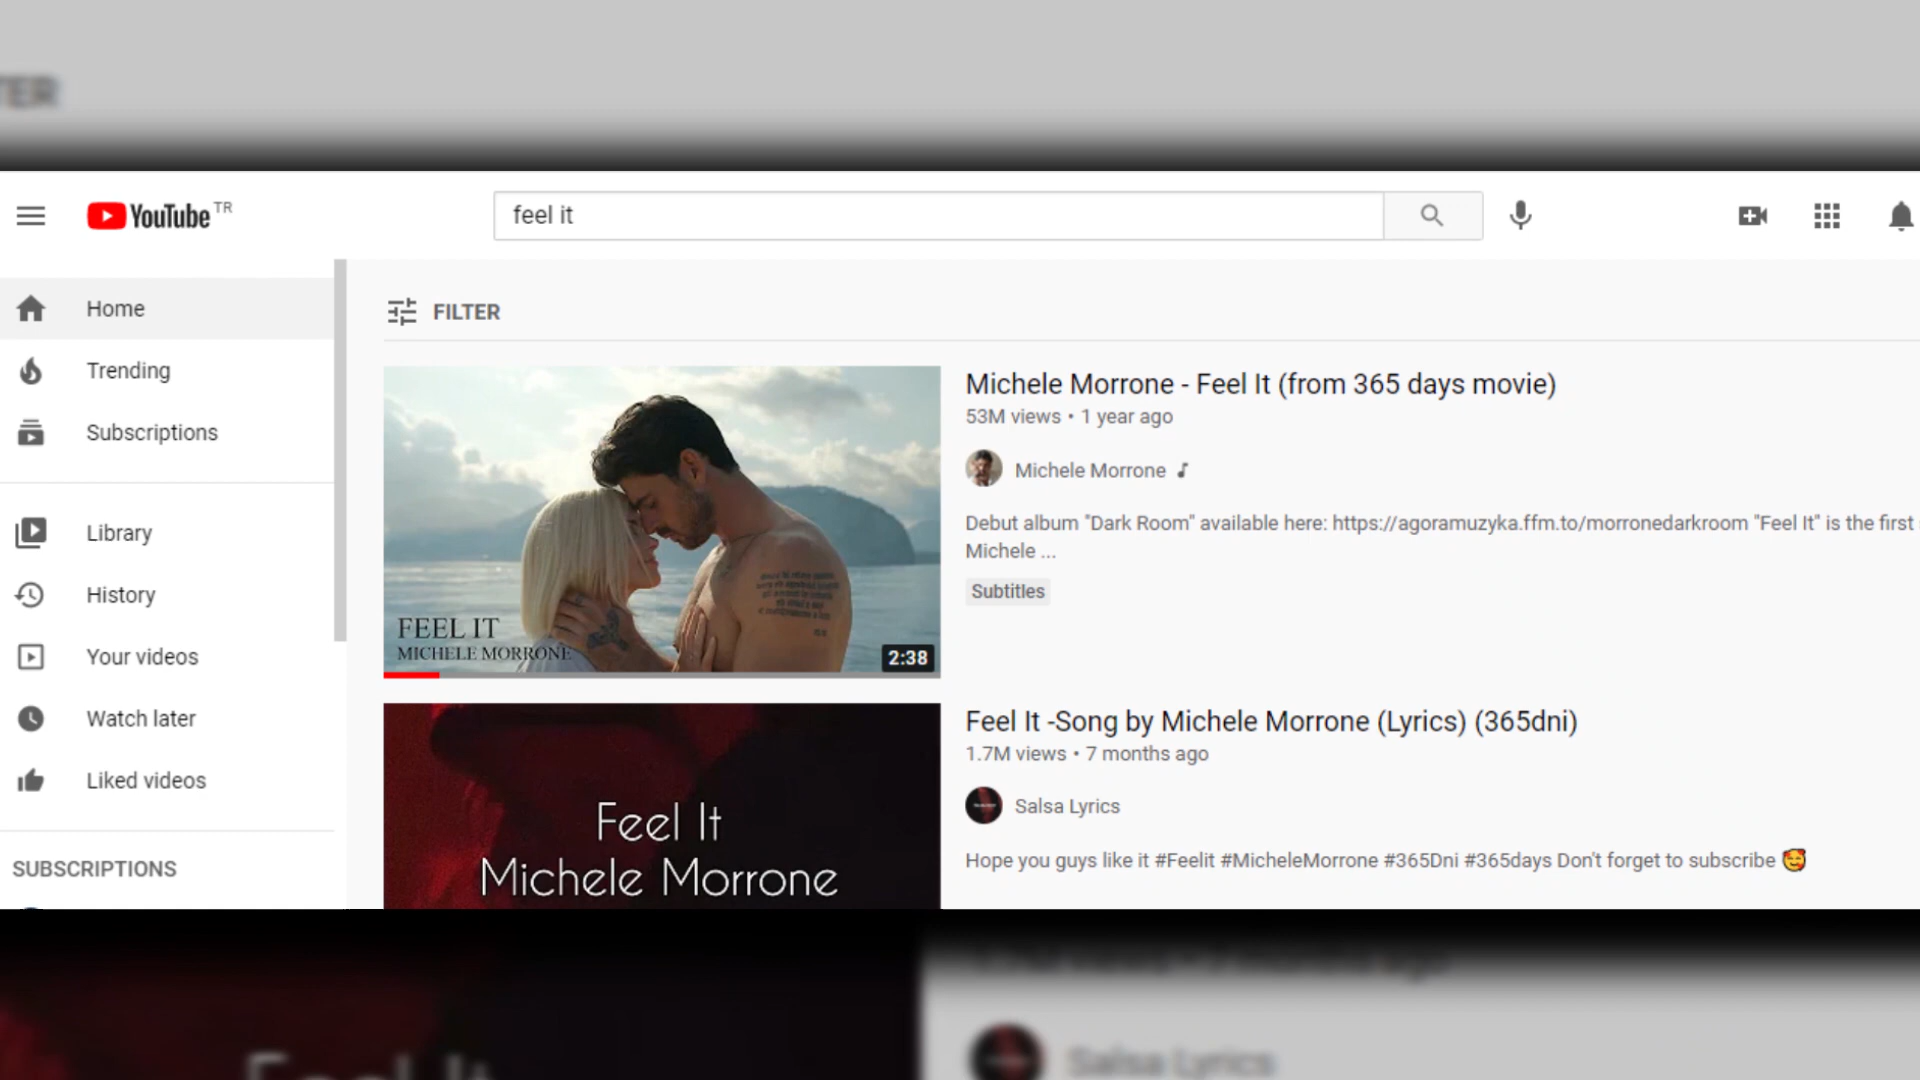 TER
YouTube TR
feel it
Home
Trending
Subscriptions
Library
History
Your videos
Watch later
Liked videos
SUBSCRIPTIONS
FILTER
FEEL IT
MICHELE MORRONE
2:38
Michele Morrone - Feel It (from 365 days movie)
53M views • 1 year ago
Michele Morrone
Debut album "Dark Room" available here: https://agoramuzyka.ffm.to/morronedarkroom "Feel It" is the first
Michele ...
Subtitles
Feel It
Michele Morrone
Feel It -Song by Michele Morrone (Lyrics) (365dni)
1.7M views • 7 months ago
Salsa Lyrics
Hope you guys like it #Feelit #MicheleMorrone #365Dni #365days Don't forget to subscribe 🥰
Feel It
Salsa Lyrics